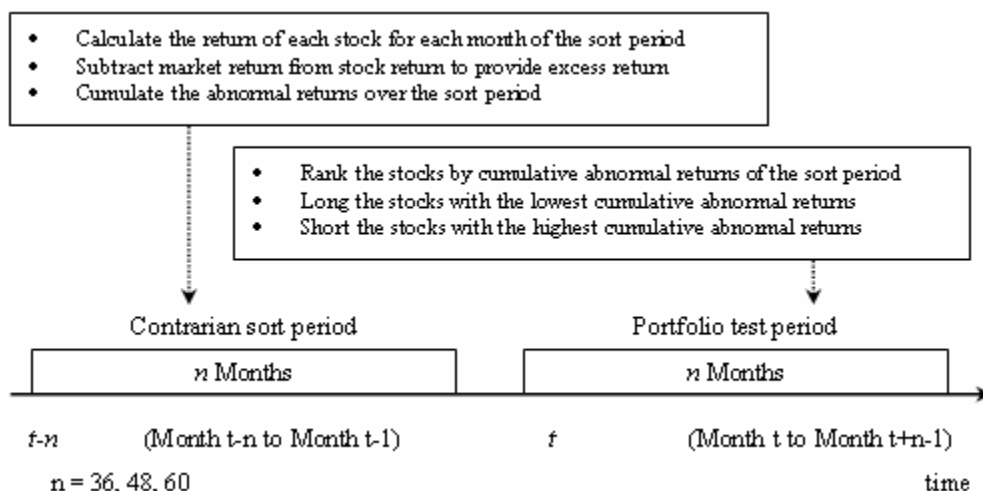 • Calculate the return of each stock for each month of the sort period
• Subtract market return from stock return to provide excess return
• Cumulate the abnormal returns over the sort period
• Rank the stocks by cumulative abnormal returns of the sort period
• Long the stocks with the lowest cumulative abnormal returns
• Short the stocks with the highest cumulative abnormal returns
Contrarian sort period
Portfolio test period
n Months
n Months
t-n
(Month t-n to Month t-1)
t
(Month t to Month t+n-1)
n = 36, 48, 60
time